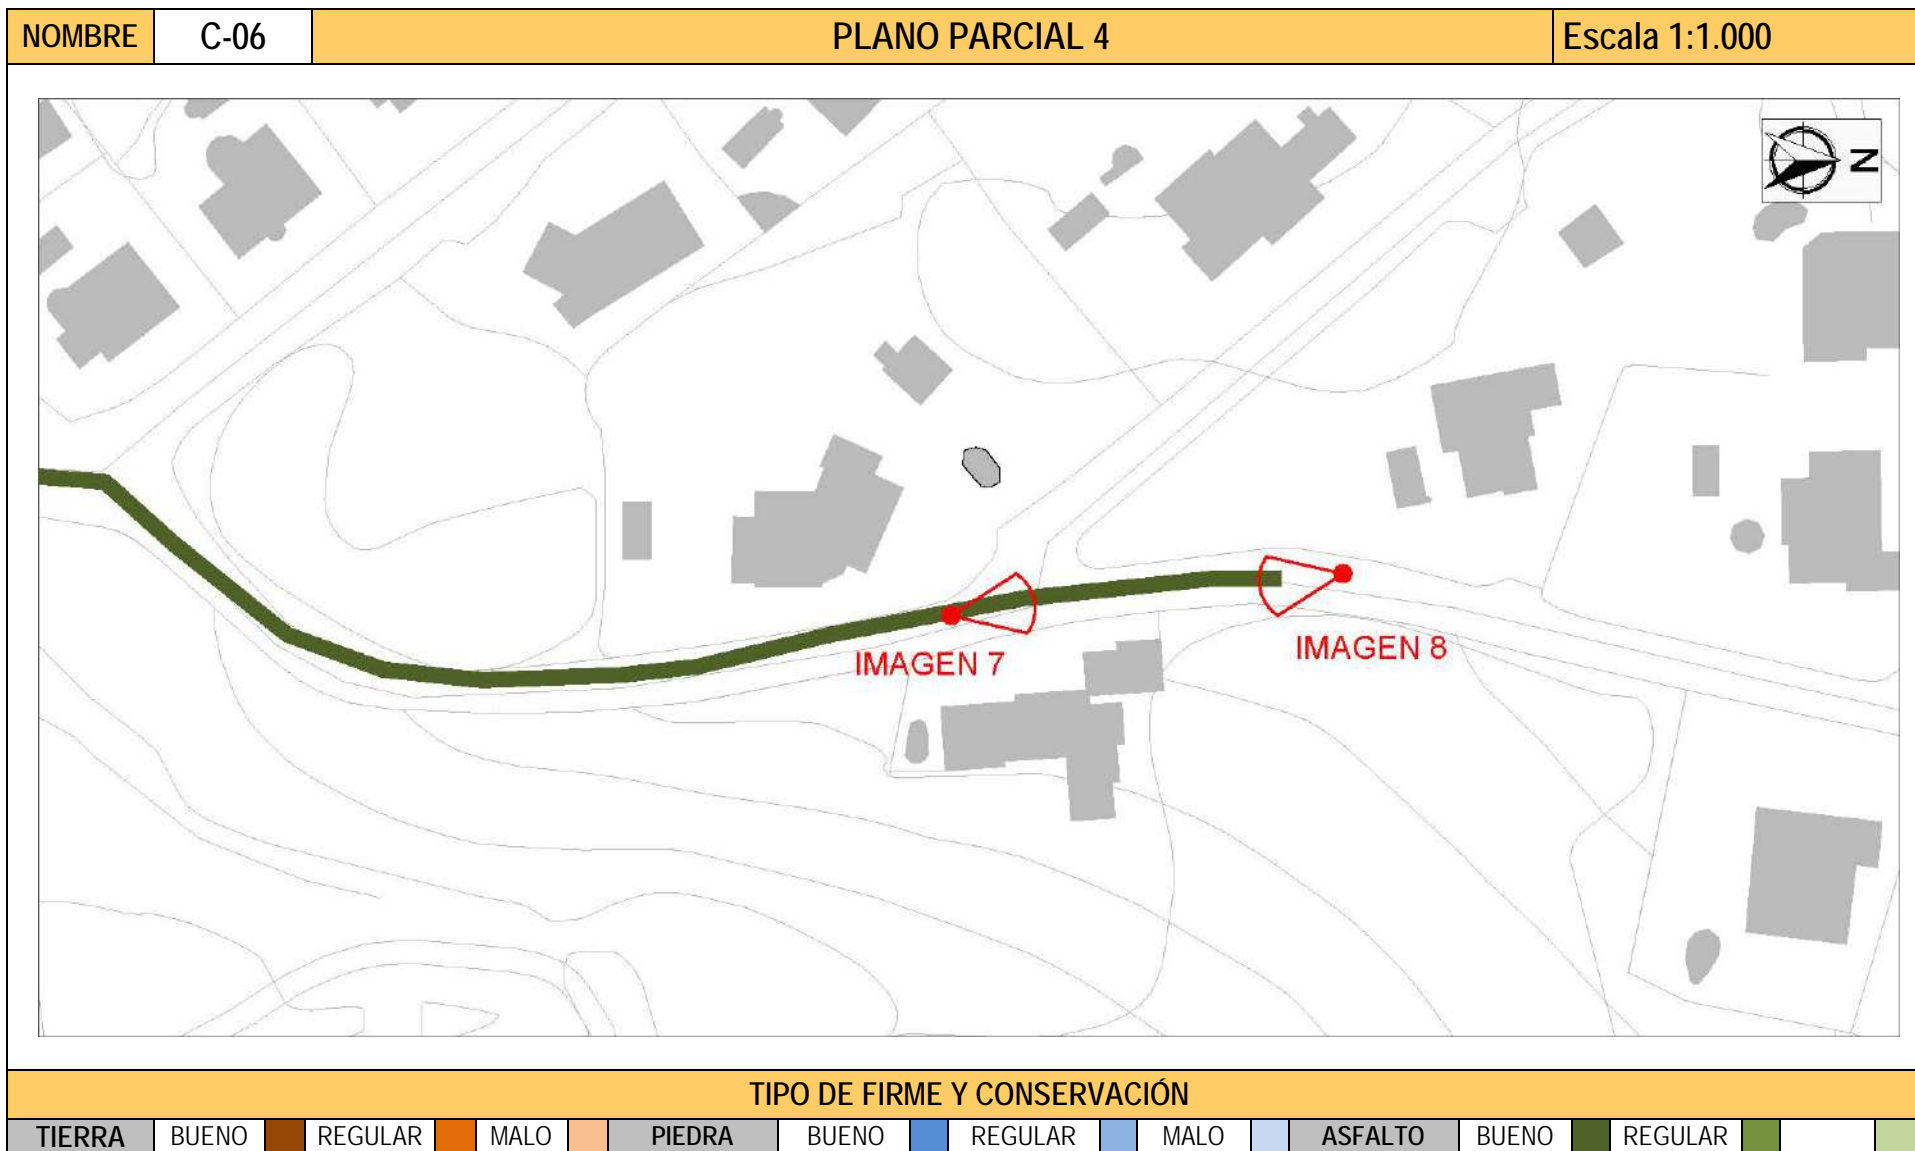 NOMBRE C-06 PLANO PARCIAL 4 Escala 1:1.000
N
IMAGEN 7
IMAGEN 8
TIPO DE FIRME Y CONSERVACIÓN
TIERRA BUENO REGULAR MALO PIEDRA BUENO REGULAR MALO ASFALTO BUENO REGULAR